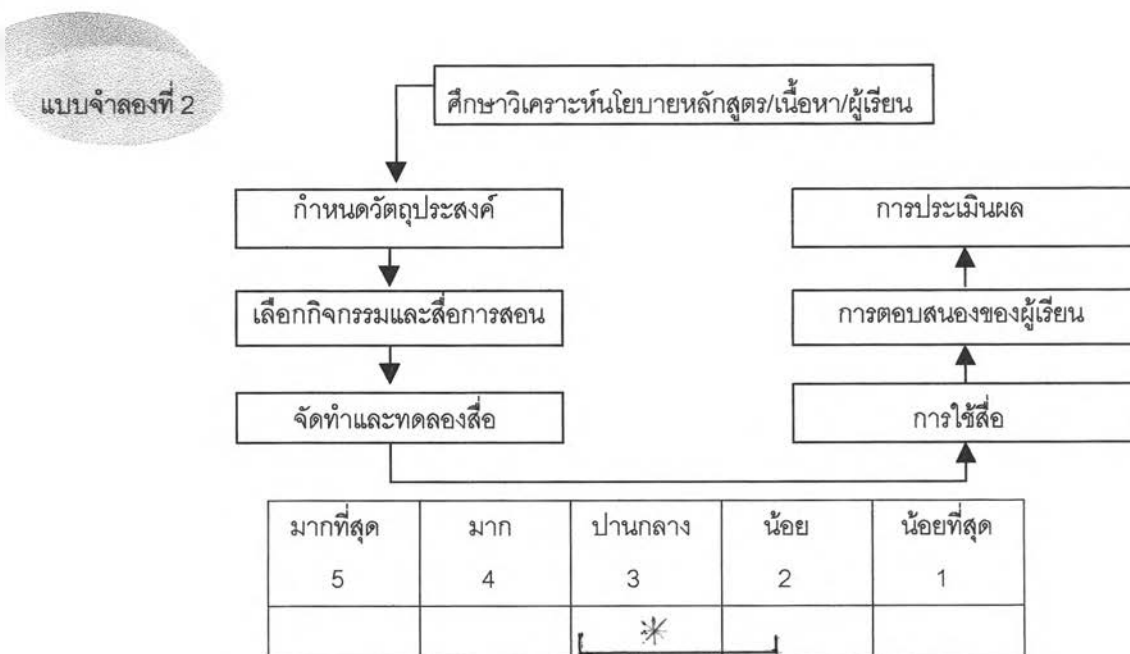 แบบจำลองที่ 2
ศึกษาวิเคราะห์นโยบายหลักสูตร/เนื้อหา/ผู้เรียน
กำหนดวัตถุประสงค์
เลือกกิจกรรมและสื่อการสอน
จัดทำและทดลองสื่อ
การประเมินผล
การตอบสนองของผู้เรียน
การใช้สื่อ
มากที่สุด มาก ปานกลาง น้อย น้อยที่สุด
5 4 3 2 1